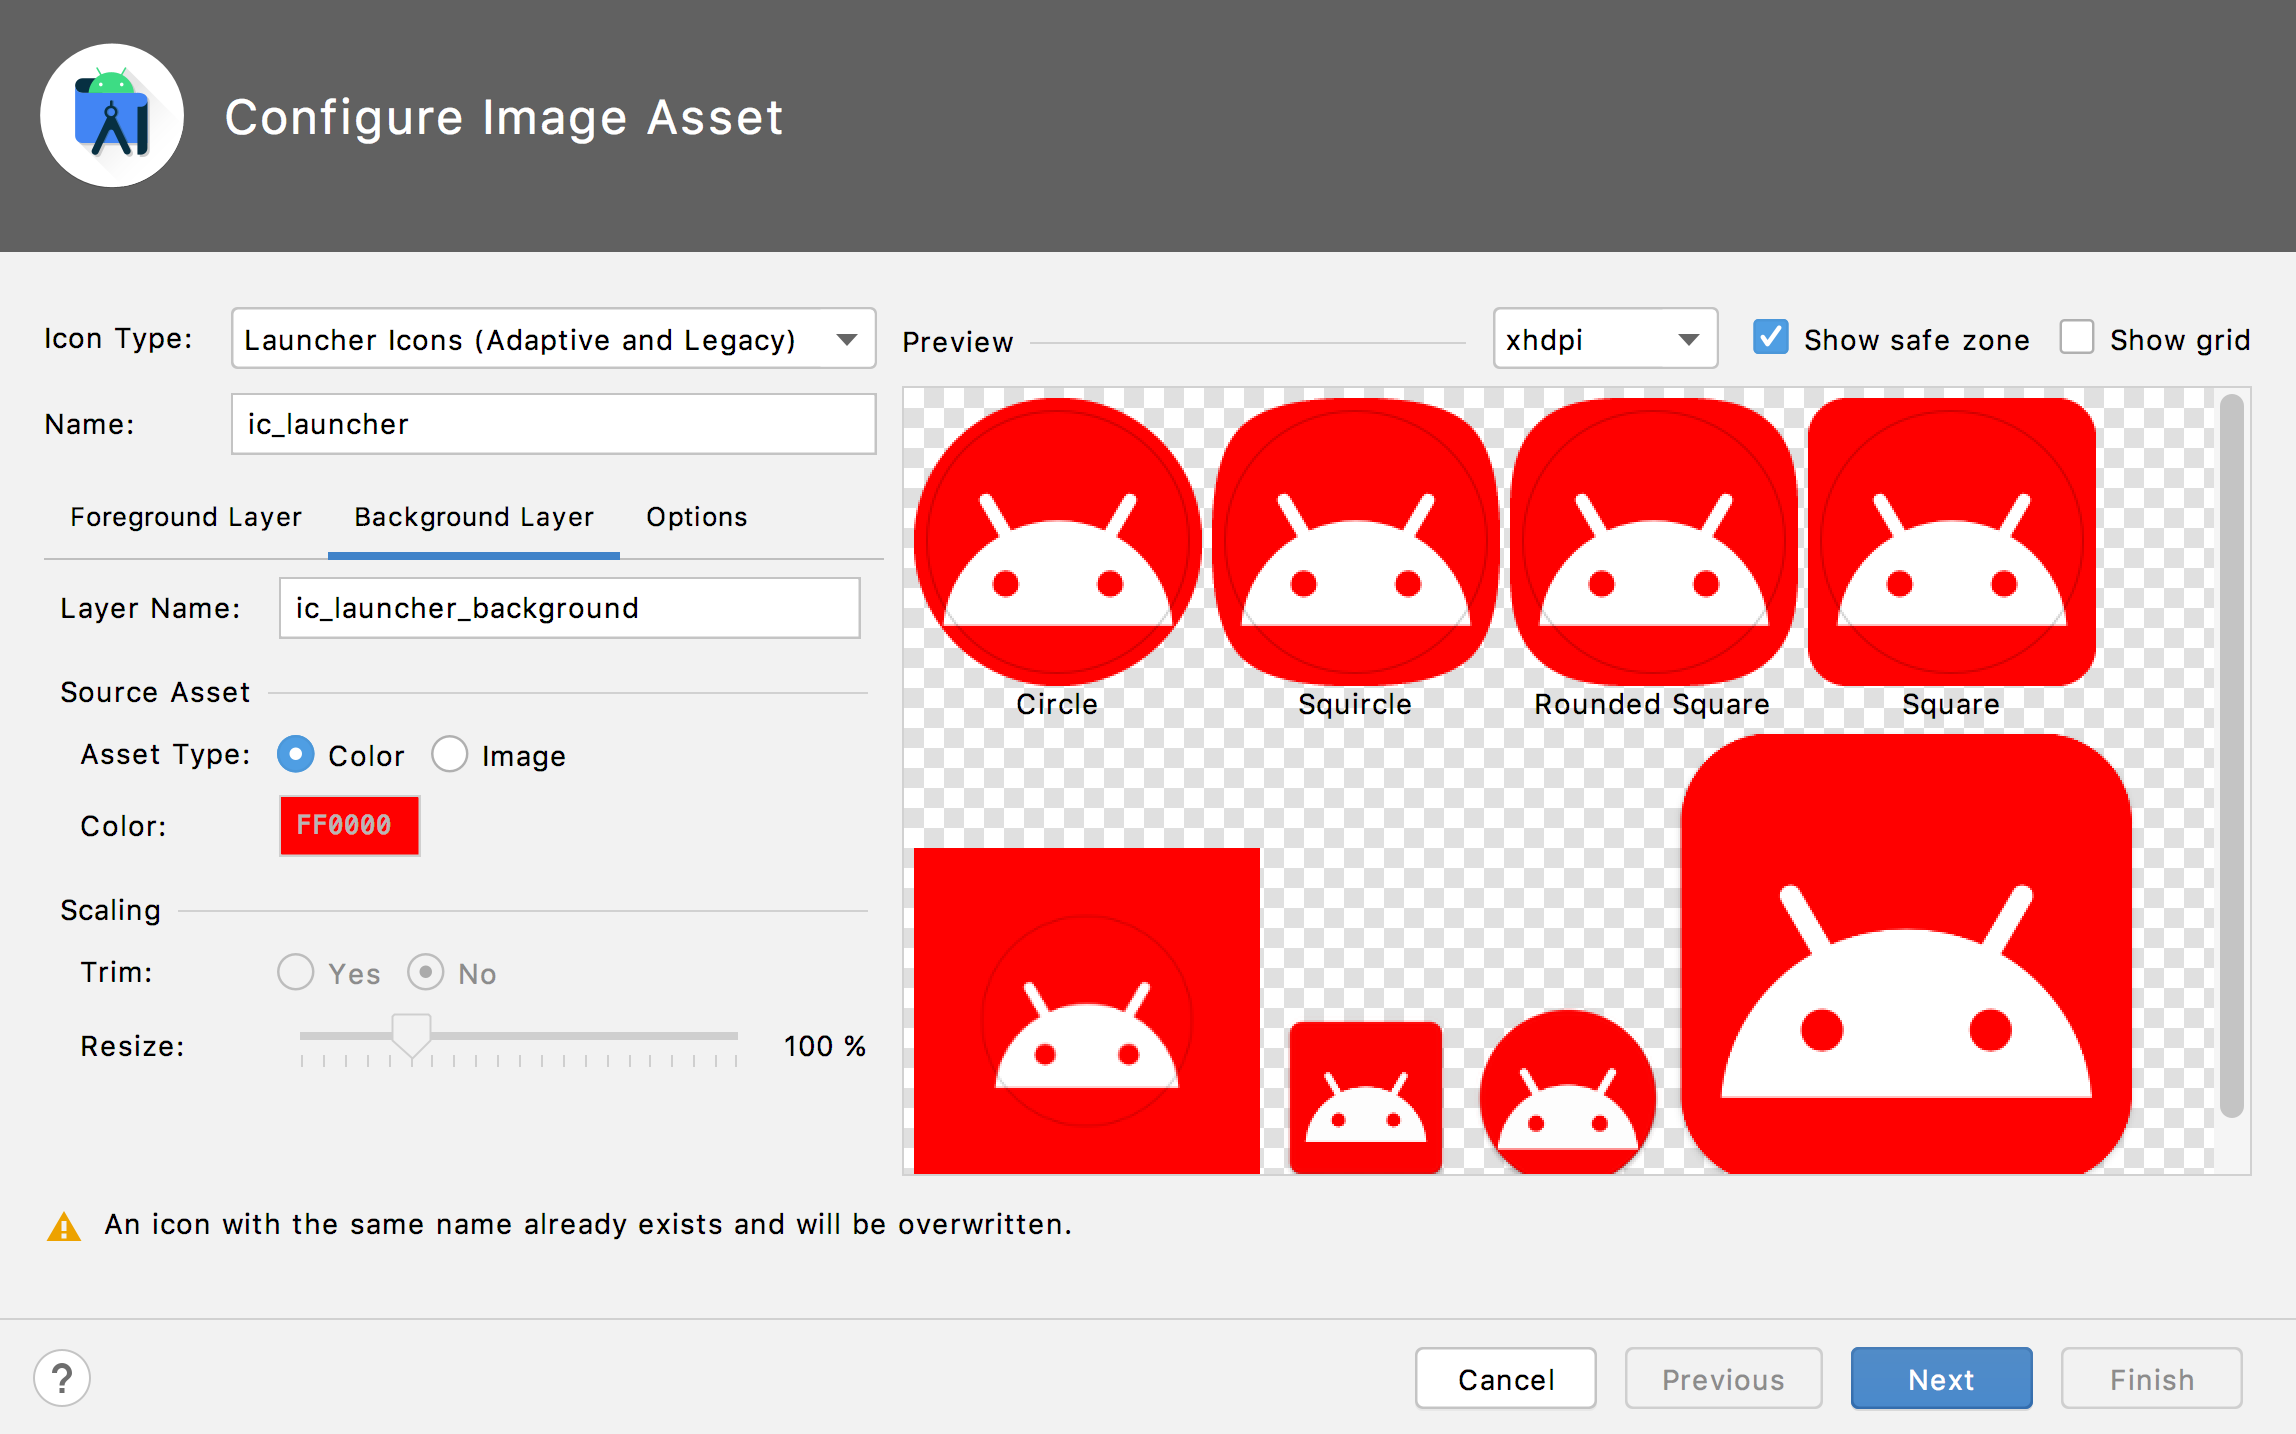 Configure Image Asset
Icon Type: Launcher Icons (Adaptive and Legacy)
Name: ic_launcher
Foreground Layer Background Layer Options
Layer Name: ic_launcher_background
Source Asset
Asset Type: Color Image
Color: FF0000
Scaling
Trim: Yes No
Resize: 100 %
Preview xhdpi Show safe zone Show grid
Circle Squircle Rounded Square Square
An icon with the same name already exists and will be overwritten.
? Cancel Previous Next Finish